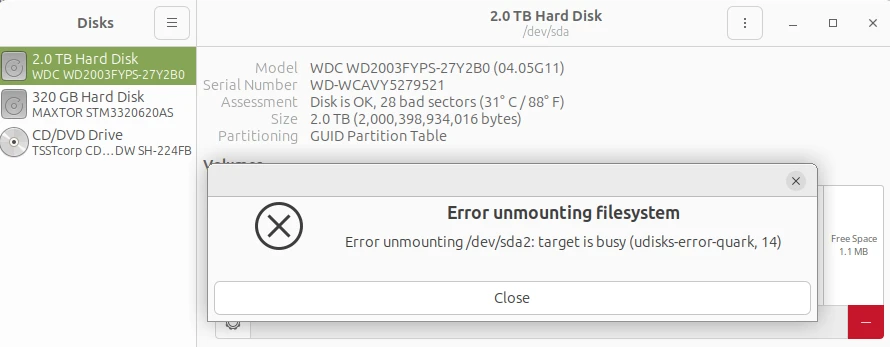 Disks
2.0 TB Hard Disk
/dev/sda
2.0 TB Hard Disk
WDC WD2003FYPS-27Y2B0
320 GB Hard Disk
MAXTOR STM3320620AS
CD/DVD Drive
TSSTcorp CD…DW SH-224FB
Model WDC WD2003FYPS-27Y2B0 (04.05G11)
Serial Number WD-WCAVY5279521
Assessment Disk is OK, 28 bad sectors (31° C / 88° F)
Size 2.0 TB (2,000,398,934,016 bytes)
Partitioning GUID Partition Table
Volumes
Error unmounting filesystem
Error unmounting /dev/sda2: target is busy (udisks-error-quark, 14)
Close
Free Space
1.1 MB